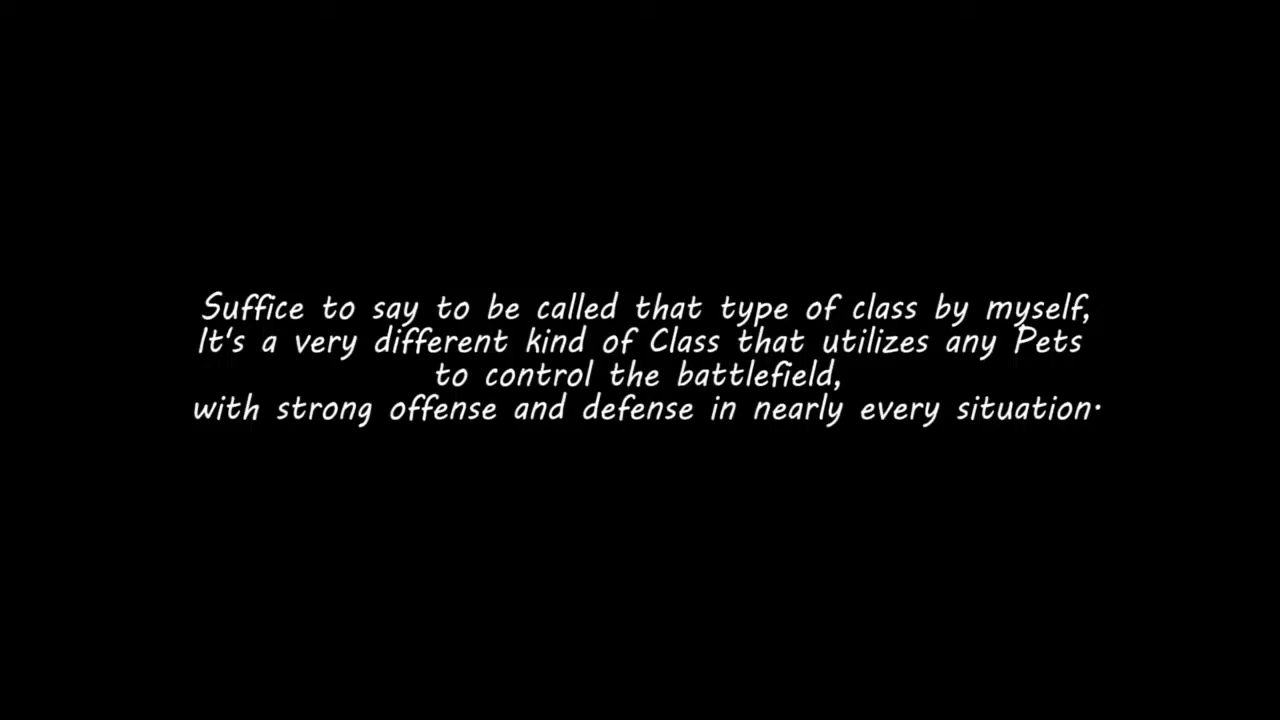 Suffice to say to be called that type of class by myself,
It's a very different kind of Class that utilizes any Pets
to control the battlefield,
with strong offense and defense in nearly every situation.